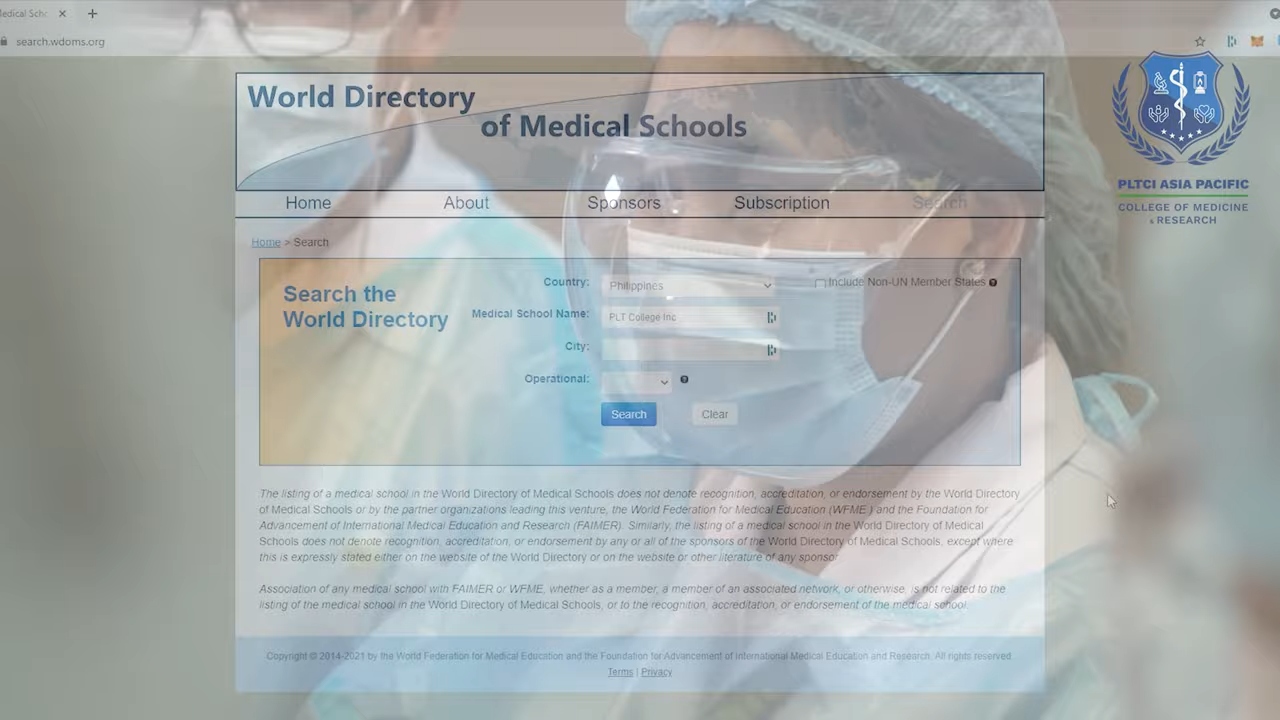 Medical Scho
search.wdoms.org
World Directory
of Medical Schools
Home About Sponsors Subscription Search
Home > Search
Search the
World Directory
Country: Philippines Include Non-UN Member States
Medical School Name: PLT College Inc
City:
Operational:
Search Clear
The listing of a medical school in the World Directory of Medical Schools does not denote recognition, accreditation, or endorsement by the World Directory
of Medical Schools or by the partner organizations leading this venture, the World Federation for Medical Education (WFME ) and the Foundation for
Advancement of International Medical Education and Research (FAIMER). Similarly, the listing of a medical school in the World Directory of Medical
Schools does not denote recognition, accreditation, or endorsement by any or all of the sponsors of the World Directory of Medical Schools, except where
this is expressly stated either on the website of the World Directory or on the website or other literature of any sponsor
Association of any medical school with FAIMER or WFME, whether as a member, a member of an associated network, or otherwise, is not related to the
listing of the medical school in the World Directory of Medical Schools, or to the recognition, accreditation, or endorsement of the medical school.
Copyright © 2014-2021 by the World Federation for Medical Education and the Foundation for Advancement of International Medical Education and Research. All rights reserved.
Terms | Privacy
PLTCI ASIA PACIFIC
COLLEGE OF MEDICINE
& RESEARCH